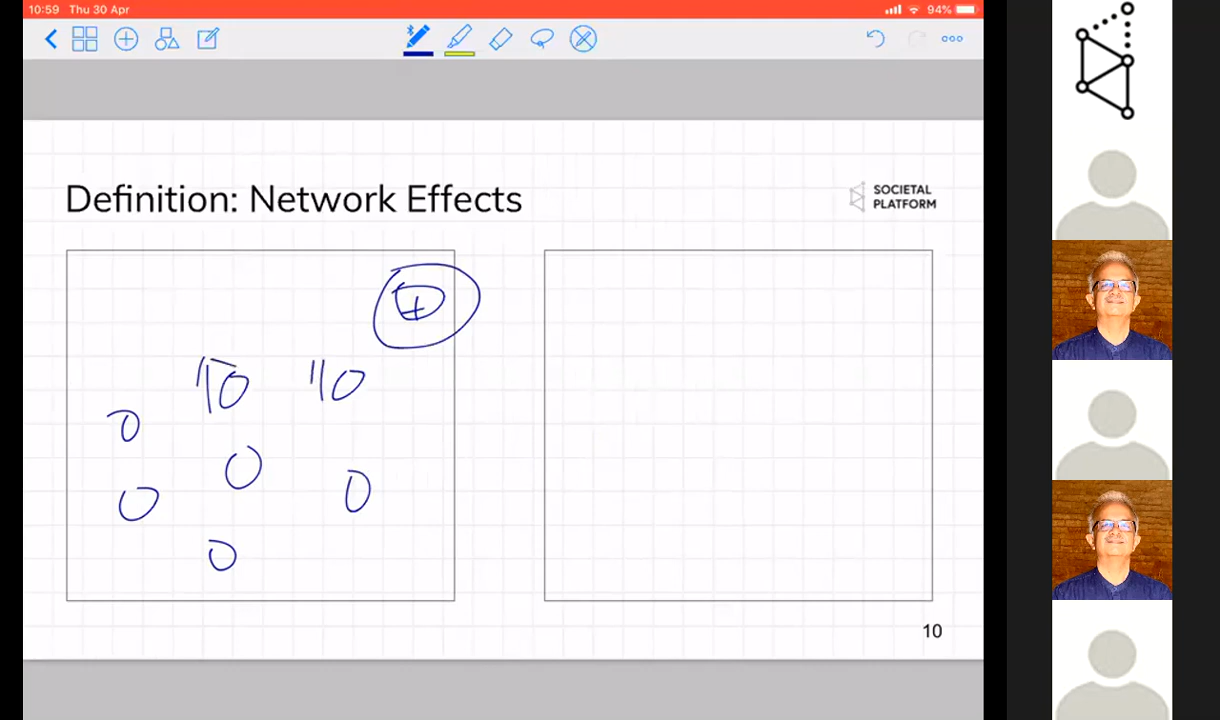 10:59 Thu 30 Apr 94%
Definition: Network Effects
SOCIETAL
PLATFORM
10